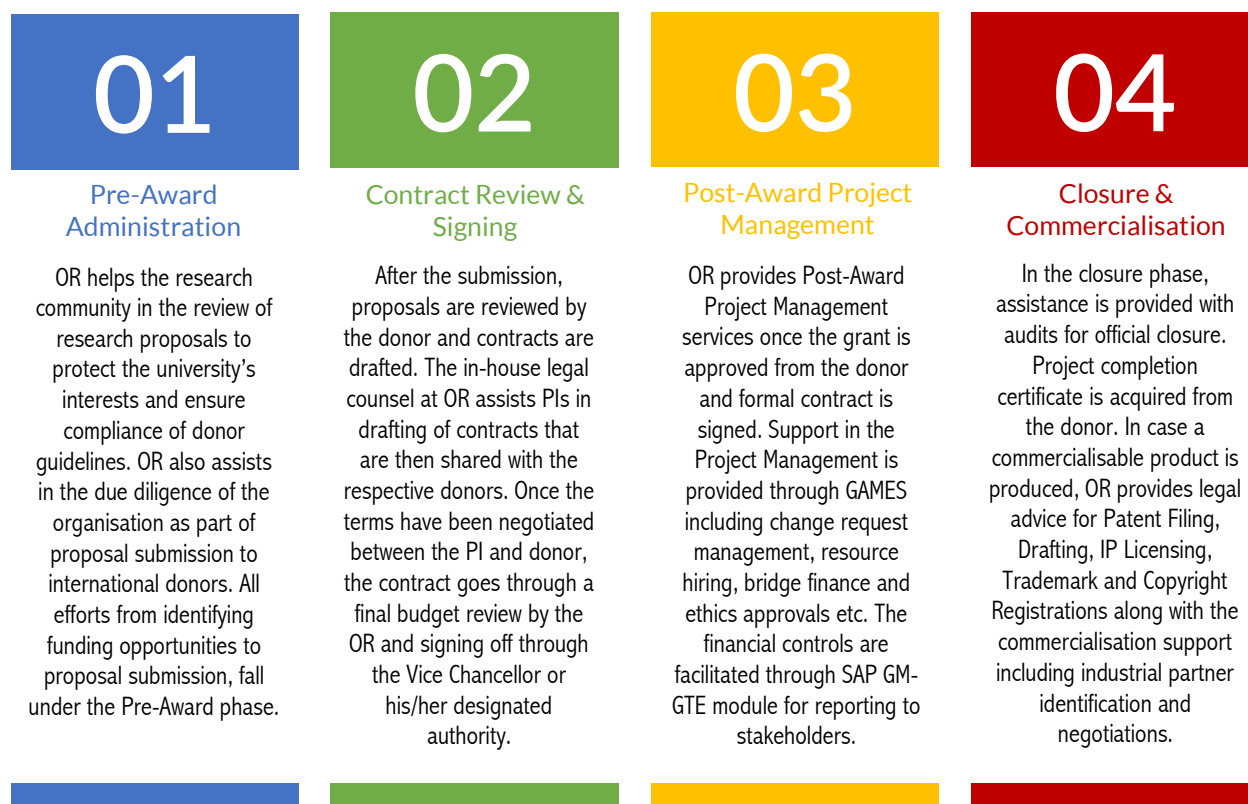 01
Pre-Award
Administration
OR helps the research
community in the review of
research proposals to
protect the university's
interests and ensure
compliance of donor
guidelines. OR also assists
in the due diligence of the
organisation as part of
proposal submission to
international donors. All
efforts from identifying
funding opportunities to
proposal submission, fall
under the Pre-Award phase.
02
Contract Review &
Signing
After the submission,
proposals are reviewed by
the donor and contracts are
drafted. The in-house legal
counsel at OR assists PIs in
drafting of contracts that
are then shared with the
respective donors. Once the
terms have been negotiated
between the PI and donor,
the contract goes through a
final budget review by the
OR and signing off through
the Vice Chancellor or
his/her designated
authority.
03
Post-Award Project
Management
OR provides Post-Award
Project Management
services once the grant is
approved from the donor
and formal contract is
signed. Support in the
Project Management is
provided through GAMES
including change request
management, resource
hiring, bridge finance and
ethics approvals etc. The
financial controls are
facilitated through SAP GM-
GTE module for reporting to
stakeholders.
04
Closure &
Commercialisation
In the closure phase,
assistance is provided with
audits for official closure.
Project completion
certificate is acquired from
the donor. In case a
commercialisable product is
produced, OR provides legal
advice for Patent Filing,
Drafting, IP Licensing,
Trademark and Copyright
Registrations along with the
commercialisation support
including industrial partner
identification and
negotiations.